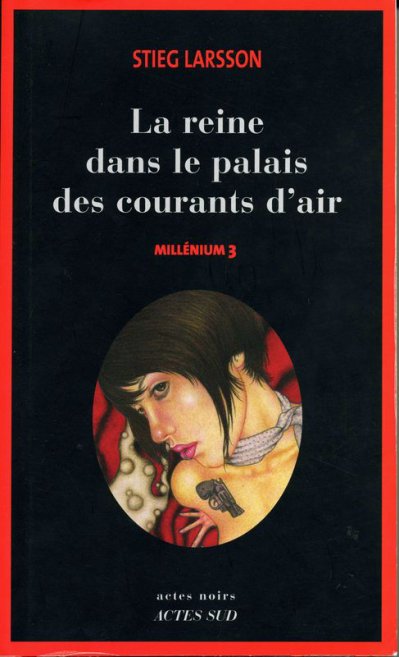 STIEG LARSSON
La reine
dans le palais
des courants d'air
MILLÉNIUM 3
actes noirs
ACTES SUD